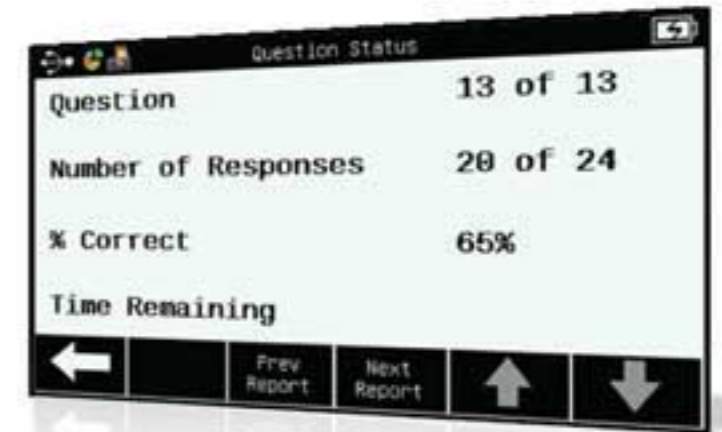 Question Status
Question 13 of 13
Number of Responses 20 of 24
% Correct 65%
Time Remaining
Prev Report
Next Report